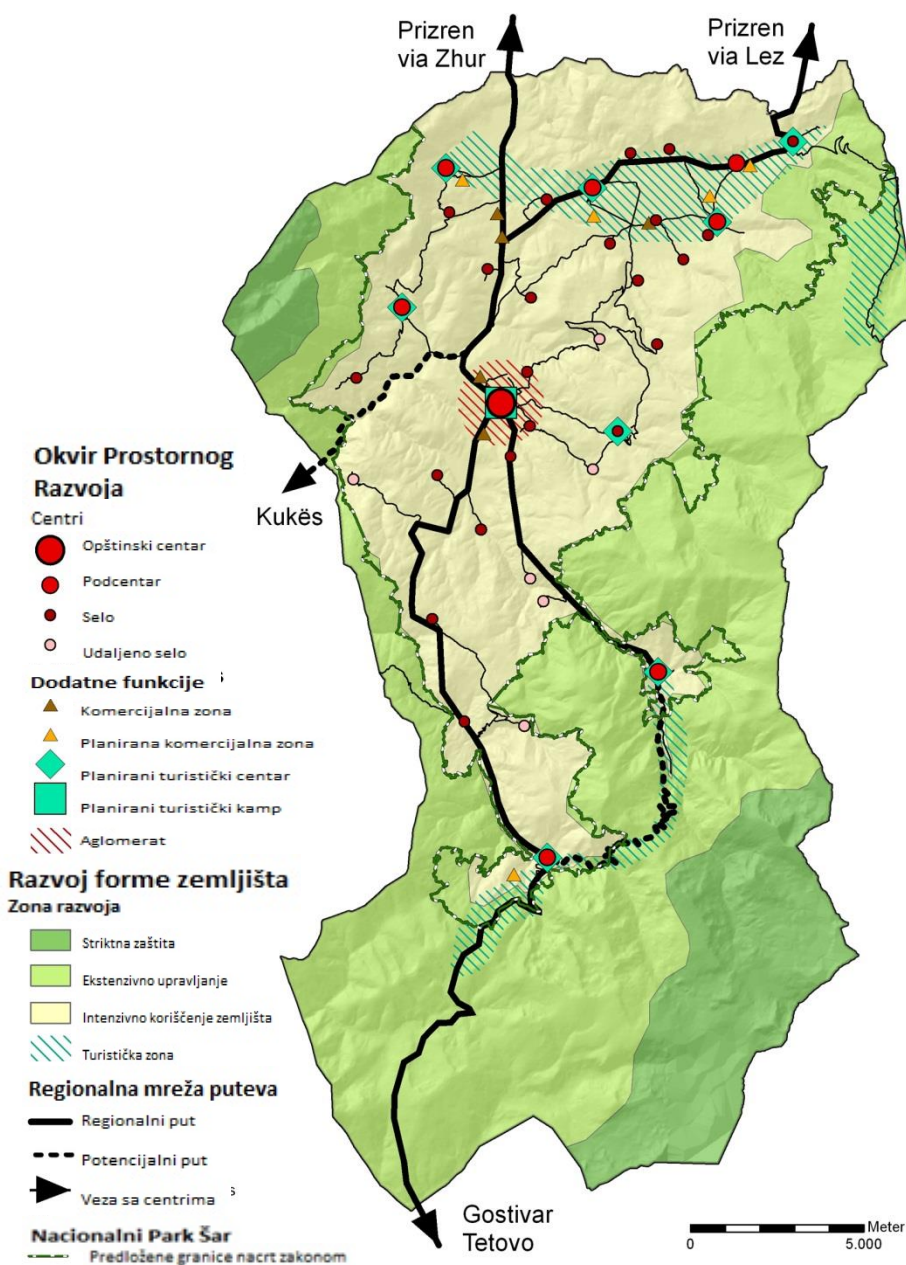 Prizren
via Zhur
Prizren
via Lez
Kukës
Okvir Prostornog
Razvoja
Centri
Opštinski centar
Podcentar
Selo
Udaljeno selo
Dodatne funkcije
Komercijalna zona
Planirana komercijalna zona
Planirani turistički centar
Planirani turistički kamp
Aglomerat
Razvoj forme zemljišta
Zona razvoja
Striktna zaštita
Ekstenzivno upravljanje
Intenzivno koriščenje zemljišta
Turistička zona
Regionalna mreža puteva
Regionalni put
Potencijalni put
Veza sa centrima s
Nacionalni Park Šar
Predložene granice nacrt zakonom
Gostivar
Tetovo
Meter
0 5.000